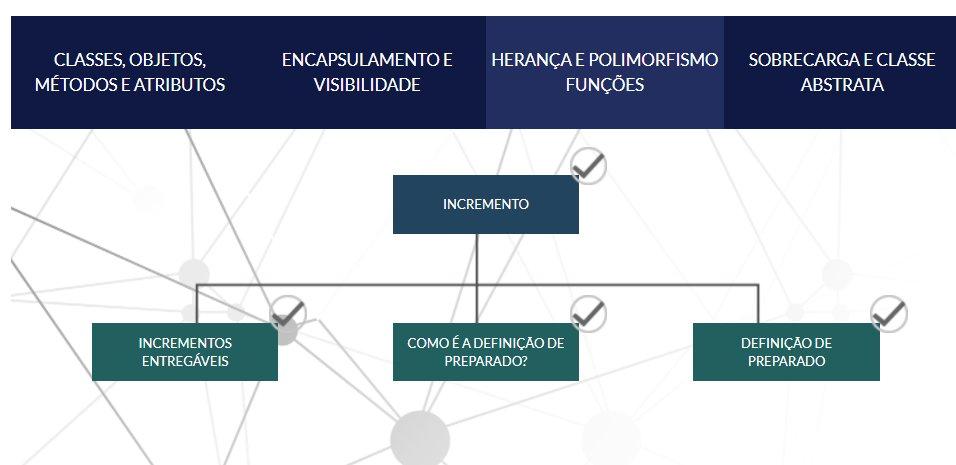 CLASSES, OBJETOS,
MÉTODOS E ATRIBUTOS
ENCAPSULAMENTO E
VISIBILIDADE
HERANÇA E POLIMORFISMO
FUNÇÕES
SOBRECARGA E CLASSE
ABSTRATA
INCREMENTO
INCREMENTOS
ENTREGÁVEIS
COMO É A DEFINIÇÃO DE
PREPARADO?
DEFINIÇÃO DE
PREPARADO